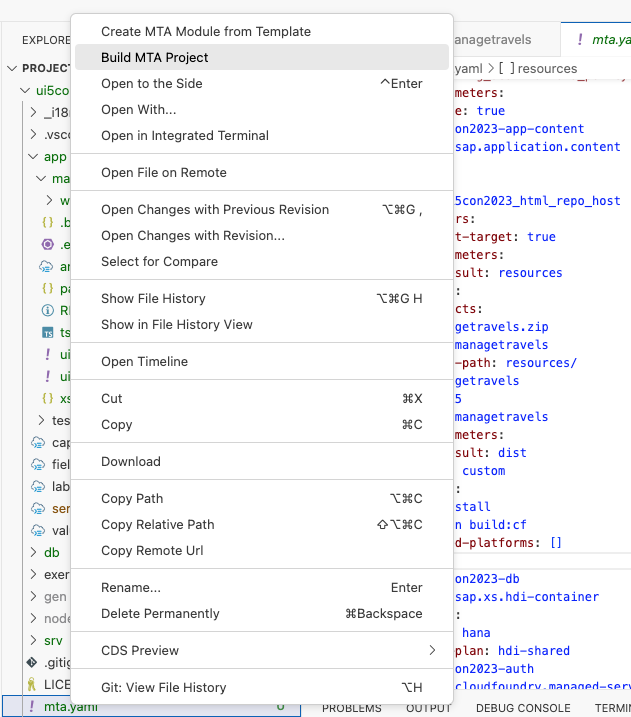 EXPLORE
anagetravels
! mta.ya
PROJECT
yaml > [ ] resources
ui5co
_i18
.vsc
app
ma
w
.b
.e
an
pa
RE
ts
ui
ui
xs
tes
cap
fiel
lab
ser
val
db
exer
gen
node
srv
.gitig
LICE
! mta.yaml U
Create MTA Module from Template
Build MTA Project
Open to the Side ^Enter
Open With...
Open in Integrated Terminal
Open File on Remote
Open Changes with Previous Revision ⌥⌘G ,
Open Changes with Revision...
Select for Compare
Show File History ⌥⌘G H
Show in File History View
Open Timeline
Cut ⌘X
Copy ⌘C
Download
Copy Path ⌥⌘C
Copy Relative Path ⇧⌥⌘C
Copy Remote Url
Rename... Enter
Delete Permanently ⌘Backspace
CDS Preview >
Git: View File History ⌥H
meters:
e: true
on2023-app-content
sap.application.content
5con2023_html_repo_host
rs:
t-target: true
meters:
sult: resources
:
cts:
getravels.zip
managetravels
-path: resources/
getravels
5
managetravels
meters:
sult: dist
custom
:
stall
n build:cf
d-platforms: []
on2023-db
sap.xs.hdi-container
:
hana
plan: hdi-shared
on2023-auth
cloudfoundry.managed-serv
PROBLEMS OUTPUT DEBUG CONSOLE TERMIN